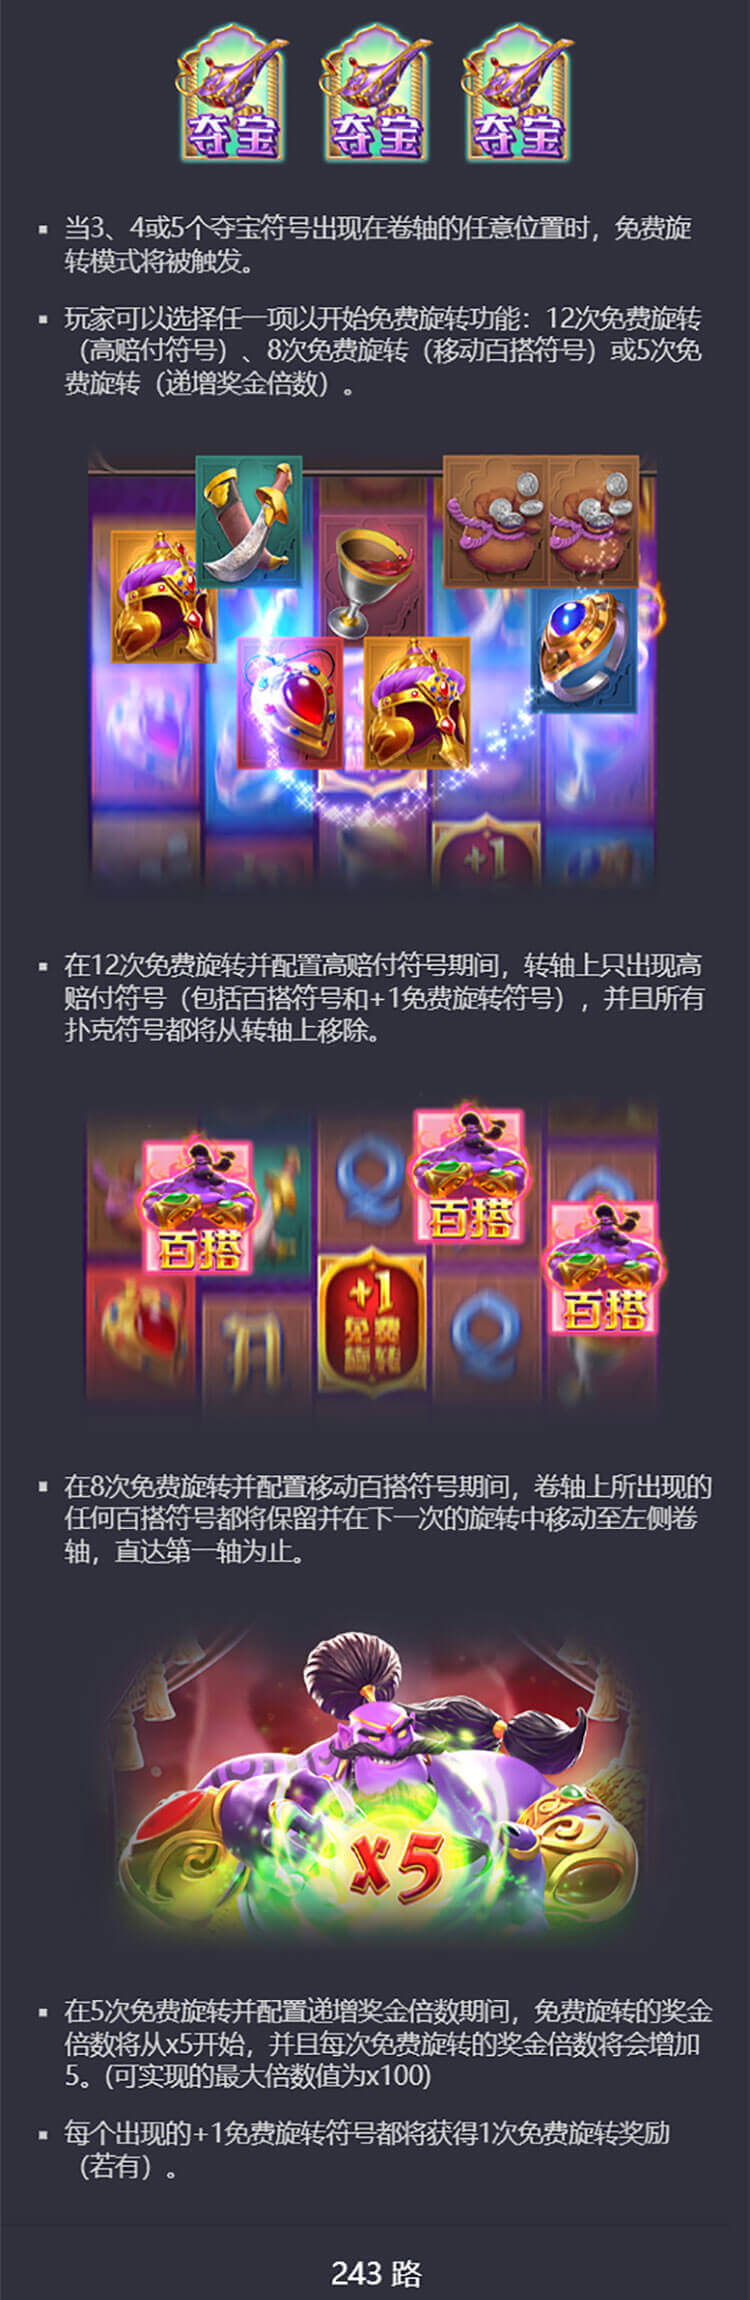 夺宝 夺宝 夺宝
当3、4或5个夺宝符号出现在卷轴的任意位置时，免费旋
转模式将被触发。
玩家可以选择任一项以开始免费旋转功能：12次免费旋转
（高赔付符号）、8次免费旋转（移动百搭符号）或5次免
费旋转（递增奖金倍数）。
+1
在12次免费旋转并配置高赔付符号期间，转轴上只出现高
赔付符号（包括百搭符号和+1免费旋转符号），并且所有
扑克符号都将从转轴上移除。
Q
百搭
百搭
百搭
+1
免费
旋转
A
Q
在8次免费旋转并配置移动百搭符号期间，卷轴上所出现的
任何百搭符号都将保留并在下一次的旋转中移动至左侧卷
轴，直达第一轴为止。
x5
在5次免费旋转并配置递增奖金倍数期间，免费旋转的奖金
倍数将从x5开始，并且每次免费旋转的奖金倍数将会增加
5。(可实现的最大倍数值为x100)
每个出现的+1免费旋转符号都将获得1次免费旋转奖励
（若有）。
243 路